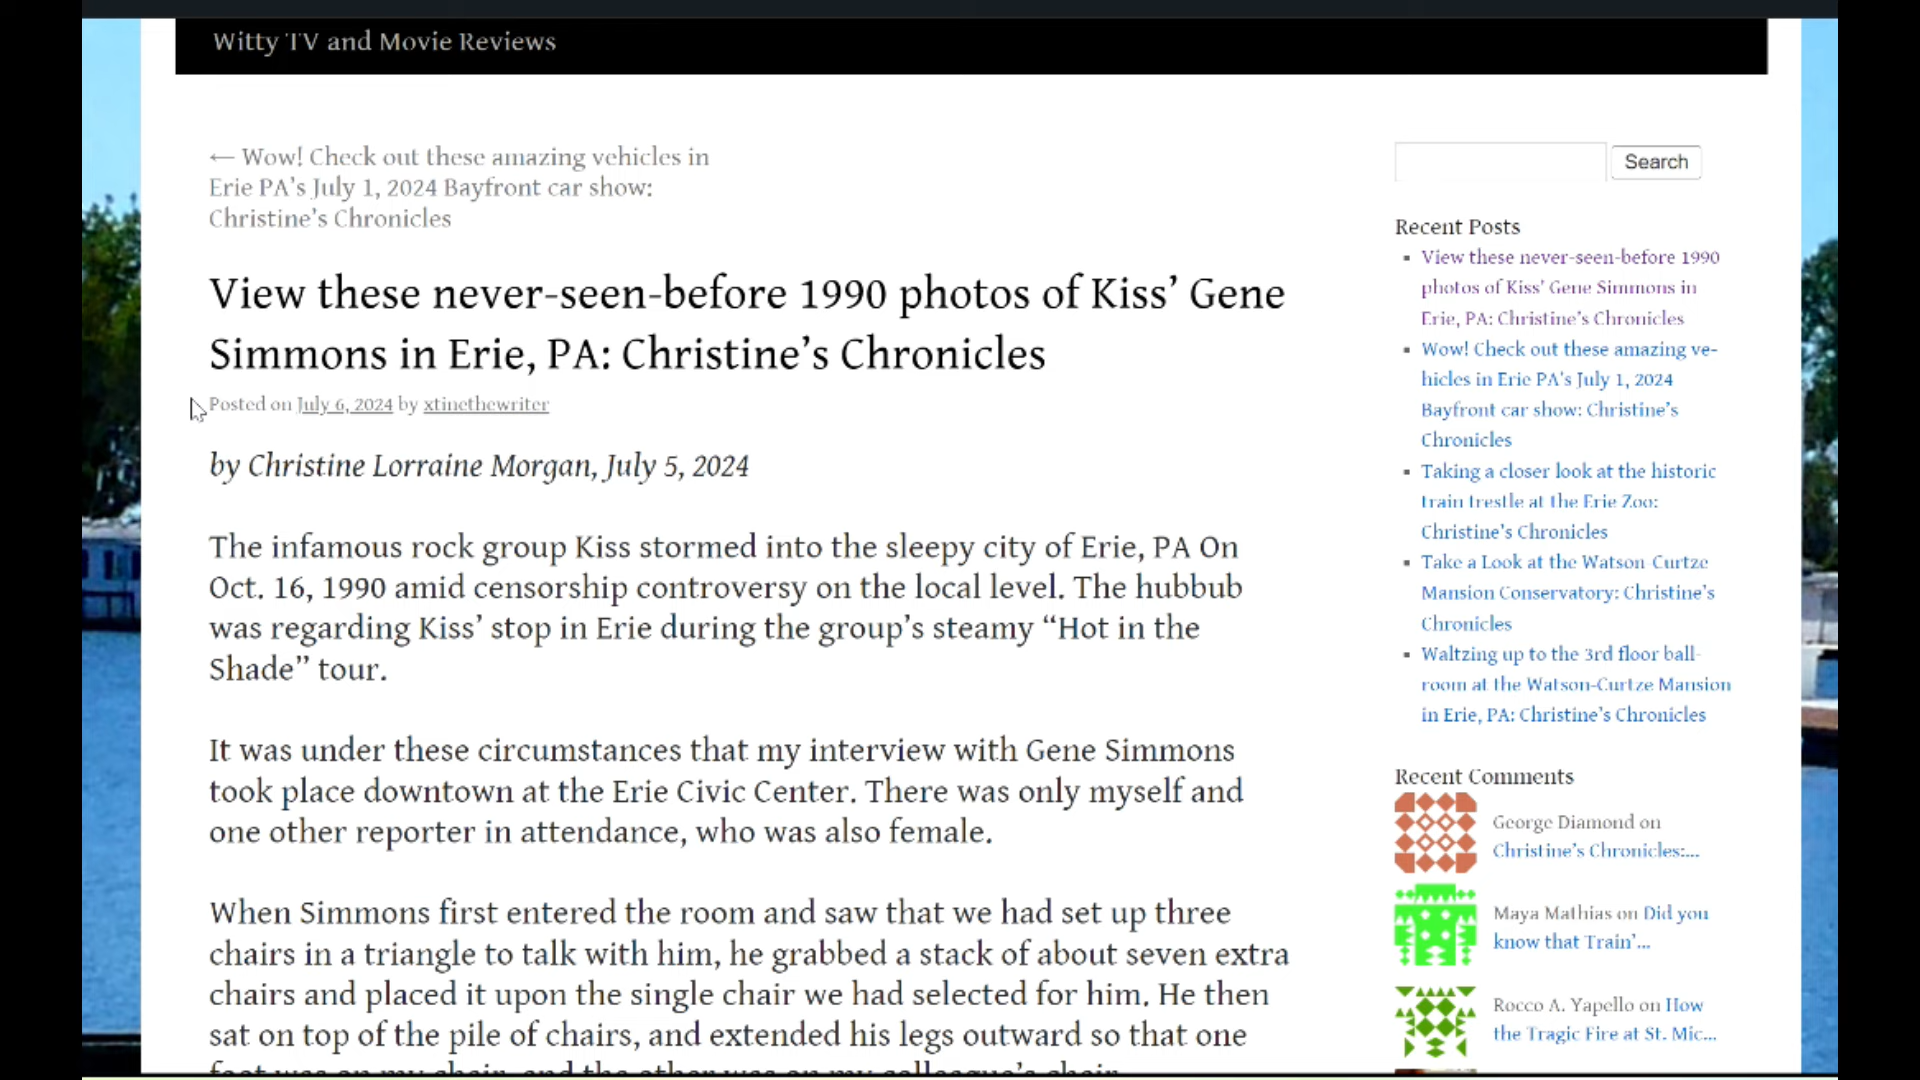 Witty TV and Movie Reviews
← Wow! Check out these amazing vehicles in
Erie PA’s July 1, 2024 Bayfront car show:
Christine’s Chronicles
View these never-seen-before 1990 photos of Kiss’ Gene
Simmons in Erie, PA: Christine’s Chronicles
Posted on July 6, 2024 by xtinethewriter
by Christine Lorraine Morgan, July 5, 2024
The infamous rock group Kiss stormed into the sleepy city of Erie, PA On
Oct. 16, 1990 amid censorship controversy on the local level. The hubbub
was regarding Kiss’ stop in Erie during the group’s steamy “Hot in the
Shade” tour.
It was under these circumstances that my interview with Gene Simmons
took place downtown at the Erie Civic Center. There was only myself and
one other reporter in attendance, who was also female.
When Simmons first entered the room and saw that we had set up three
chairs in a triangle to talk with him, he grabbed a stack of about seven extra
chairs and placed it upon the single chair we had selected for him. He then
sat on top of the pile of chairs, and extended his legs outward so that one
foot was on my chair, and the other was on my colleague’s chair.
Search
Recent Posts
View these never-seen-before 1990
photos of Kiss’ Gene Simmons in
Erie, PA: Christine’s Chronicles
Wow! Check out these amazing ve-
hicles in Erie PA’s July 1, 2024
Bayfront car show: Christine’s
Chronicles
Taking a closer look at the historic
train trestle at the Erie Zoo:
Christine’s Chronicles
Take a Look at the Watson-Curtze
Mansion Conservatory: Christine’s
Chronicles
Waltzing up to the 3rd floor ball-
room at the Watson-Curtze Mansion
in Erie, PA: Christine’s Chronicles
Recent Comments
George Diamond on
Christine’s Chronicles:...
Maya Mathias on Did you
know that Train’...
Rocco A. Yapello on How
the Tragic Fire at St. Mic...